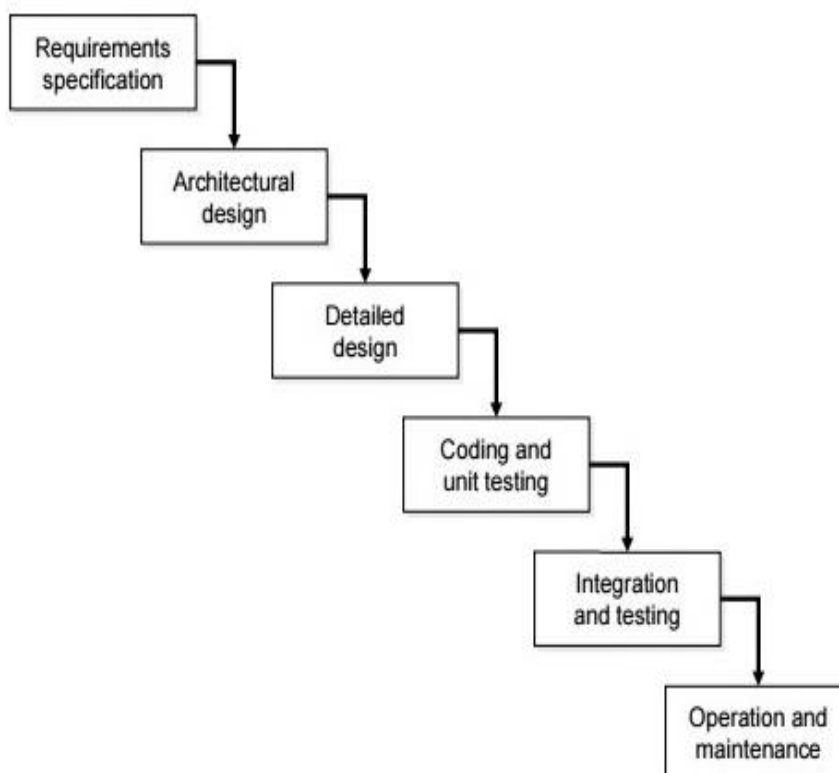 Requirements
specification
Architectural
design
Detailed
design
Coding and
unit testing
Integration
and testing
Operation and
maintenance